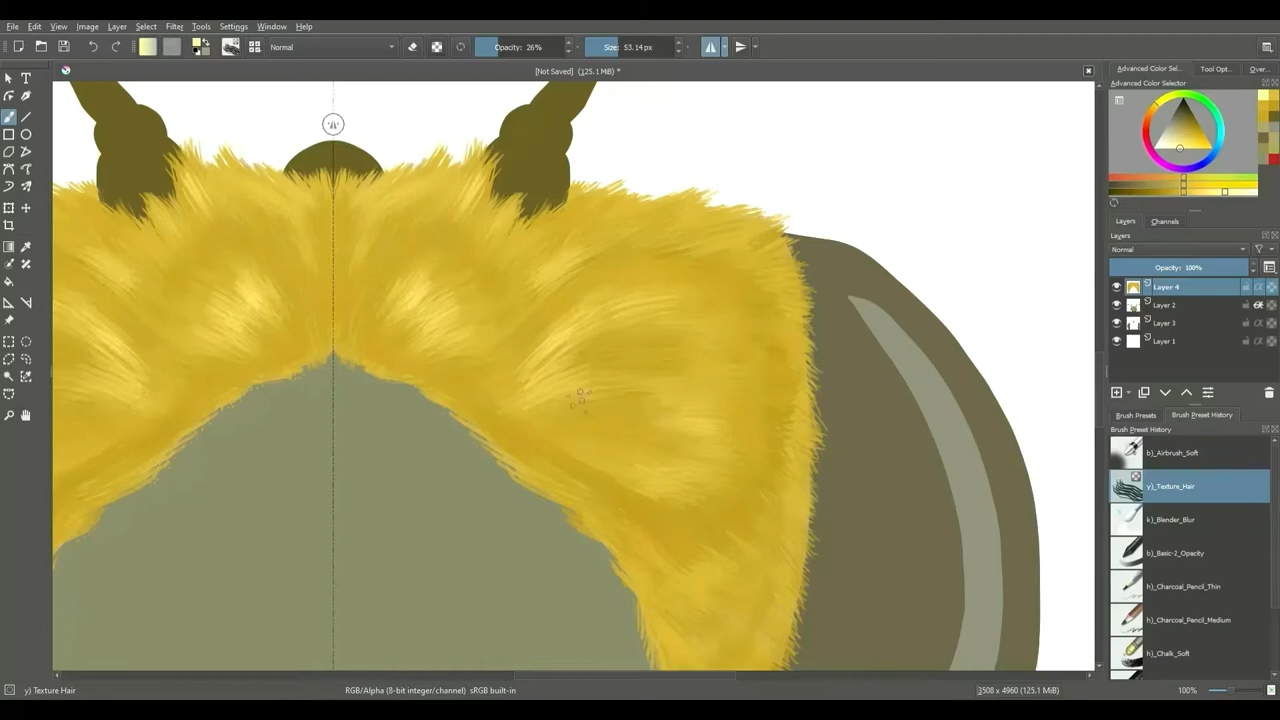 File Edit View Image Layer Select Filter Tools Settings Window Help
Normal Opacity: 26% Size: 53.14 px
[Not Saved] (125.1 MiB) *
Advanced Color Sel... Tool Opt... Over...
Advanced Color Selector
Layers Channels
Layers
Normal
Opacity: 100%
Layer 4
Layer 2
Layer 3
Layer 1
Brush Presets Brush Preset History
Brush Preset History
b)_Airbrush_Soft
y)_Texture_Hair
k)_Blender_Blur
b)_Basic-2_Opacity
h)_Charcoal_Pencil_Thin
h)_Charcoal_Pencil_Medium
h)_Chalk_Soft
y) Texture Hair RGB/Alpha (8-bit integer/channel) sRGB built-in 3508 x 4960 (125.1 MiB) 100%